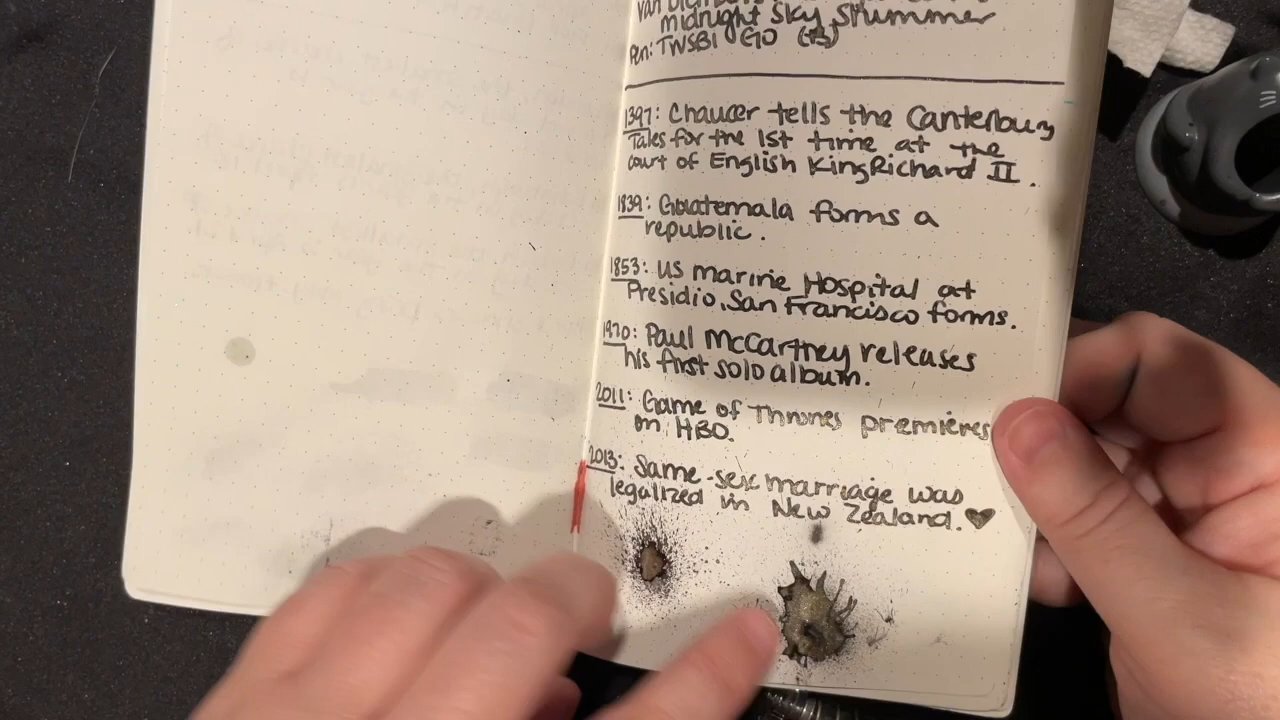 midnight sky, shimmer
Pen: TWSBI GO
1397: Chaucer tells the Canterbury
Tales for the 1st time at the
court of English King Richard II.
1839: Guatemala forms a
republic.
1853: US Marine Hospital at
Presidio, San Francisco forms.
1970: Paul McCartney releases
his first solo album.
2011: Game of Thrones premieres
on HBO.
2013: Same-sex marriage was
legalized in New Zealand.